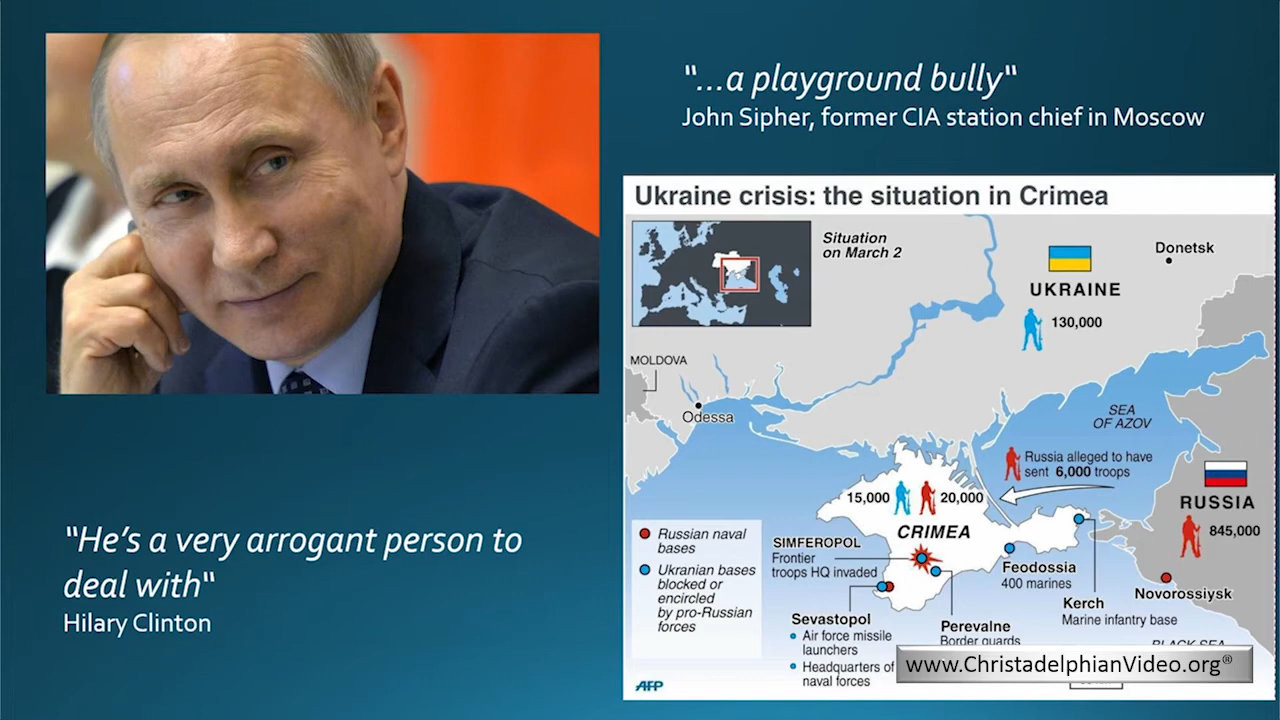 “...a playground bully“
John Sipher, former CIA station chief in Moscow
“He’s a very arrogant person to
deal with“
Hilary Clinton
Ukraine crisis: the situation in Crimea
Situation
on March 2
Donetsk
UKRAINE
130,000
MOLDOVA
Odessa
SEA
OF AZOV
Russia alleged to have
sent 6,000 troops
RUSSIA
845,000
15,000
20,000
CRIMEA
Russian naval
bases
Ukranian bases
blocked or
encircled
by pro-Russian
forces
SIMFEROPOL
Frontier
troops HQ invaded
Feodossia
400 marines
Novorossiysk
Kerch
Marine infantry base
Sevastopol
Air force missile
launchers
Headquarters of
naval forces
Perevalne
Border guards
BLACK SEA
www.ChristadelphianVideo.org®
AFP